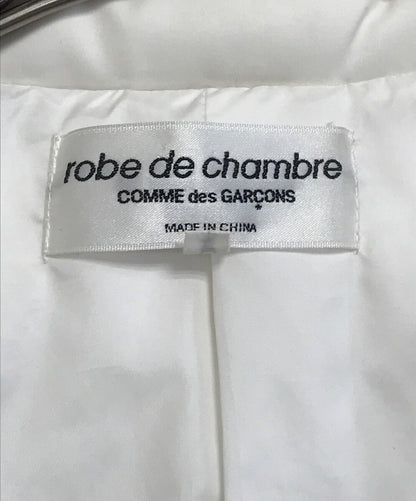 robe de chambre
COMME des GARÇONS
MADE IN CHINA